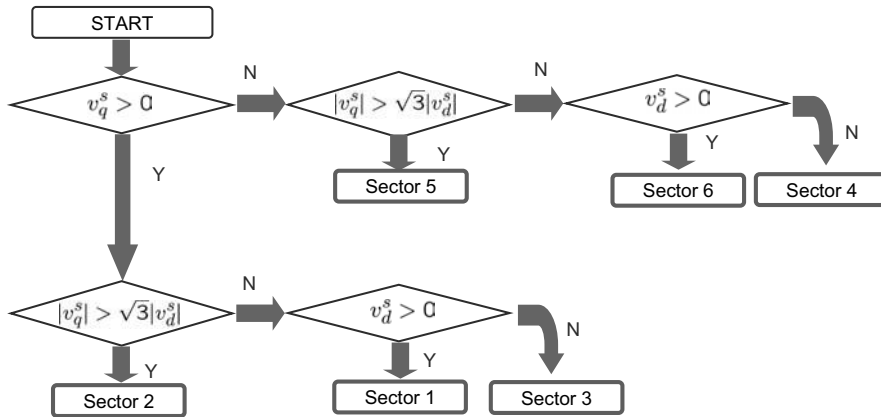 START
N
N
v_q^s > 0
|v_q^s| > √3|v_d^s|
v_d^s > 0
N
Y
Y
Y
Sector 5
Sector 6
Sector 4
N
|v_q^s| > √3|v_d^s|
v_d^s > 0
N
Y
Y
Sector 2
Sector 1
Sector 3